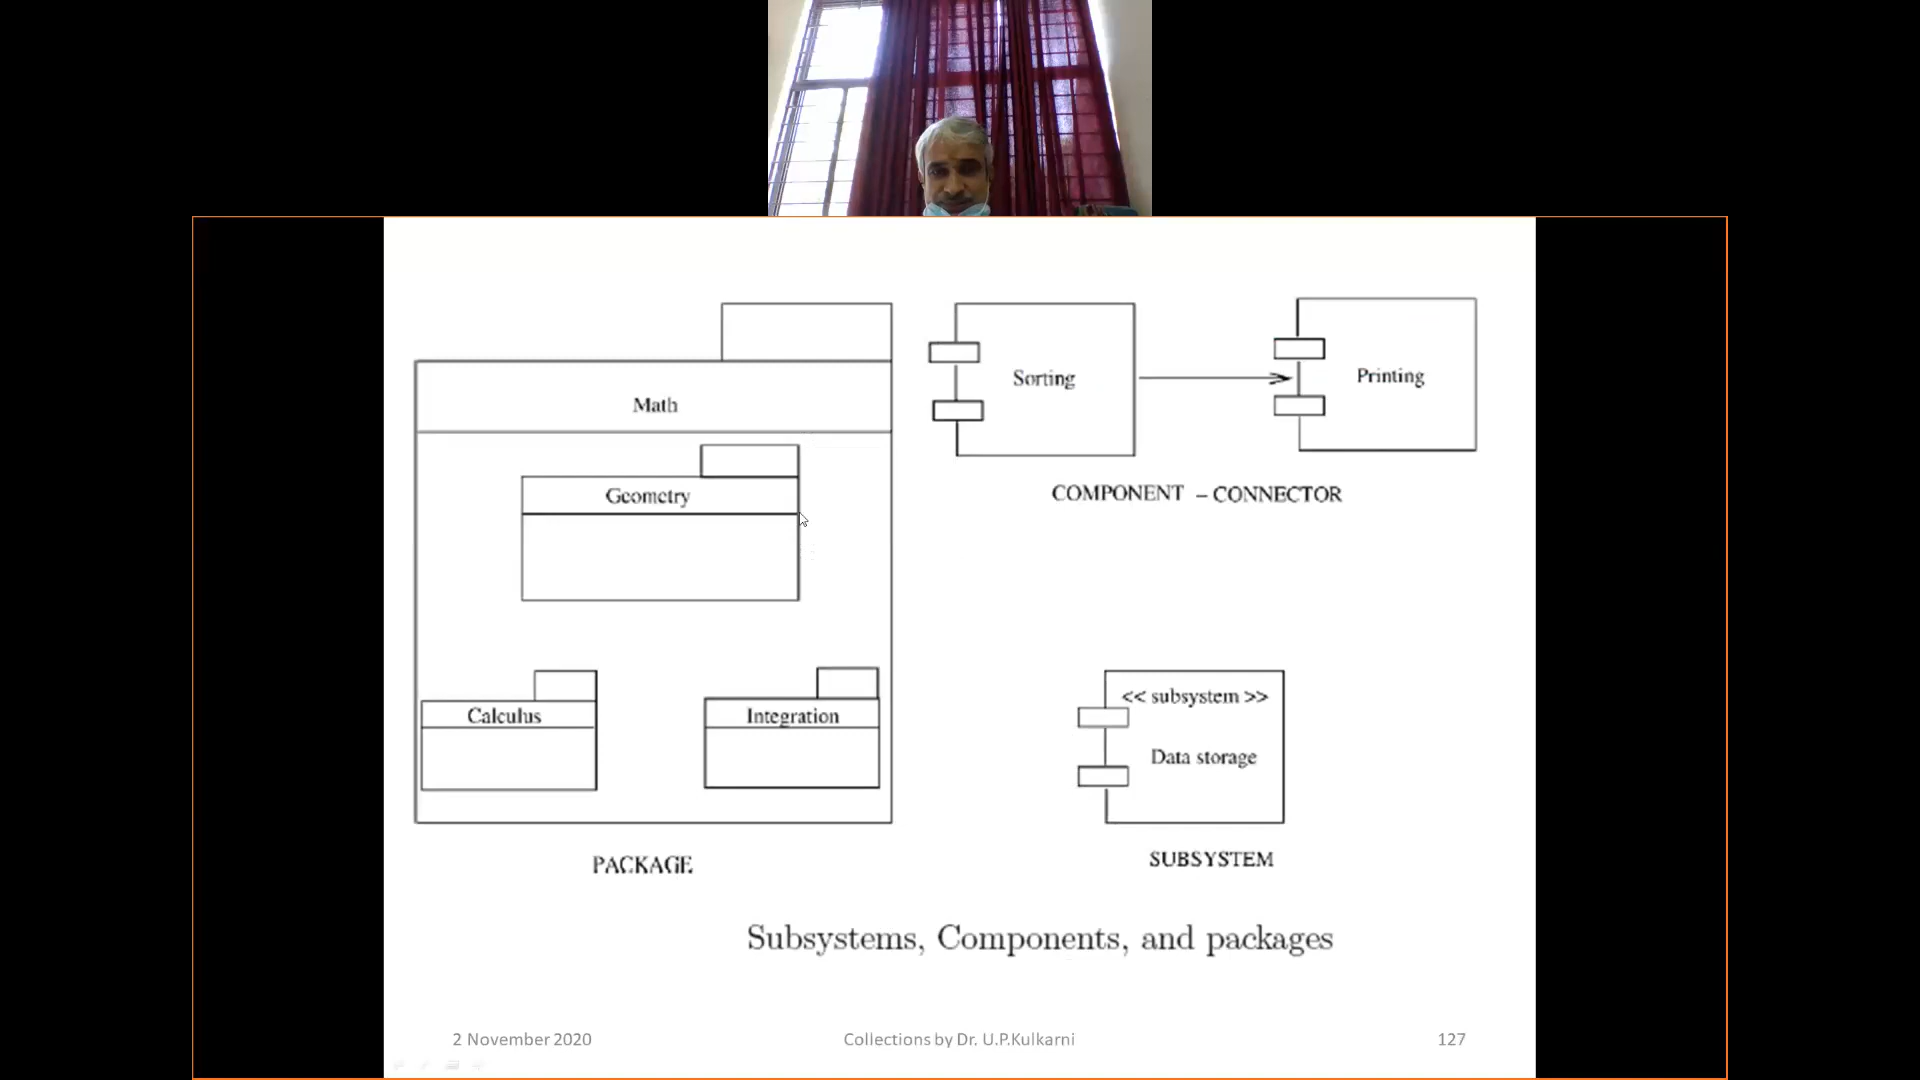 Math
Geometry
Calculus
Integration
PACKAGE
Sorting
Printing
COMPONENT – CONNECTOR
<< subsystem >>
Data storage
SUBSYSTEM
Subsystems, Components, and packages
2 November 2020
Collections by Dr. U.P.Kulkarni
127